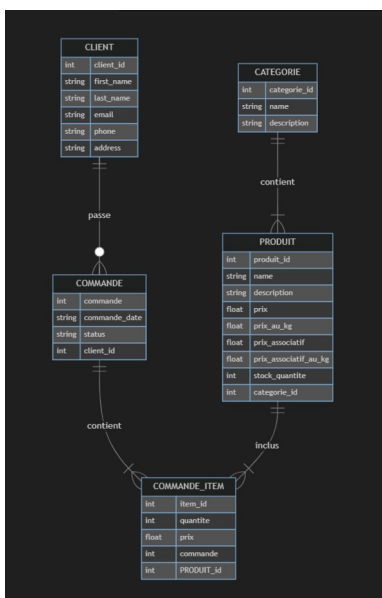 CLIENT
int client_id
string first_name
string last_name
string email
string phone
string address
CATEGORIE
int categorie_id
string name
string description
passe
contient
COMMANDE
int commande
string commande_date
string status
int client_id
PRODUIT
int produit_id
string name
string description
float prix
float prix_au_kg
float prix_associatif
float prix_associatif_au_kg
int stock_quantite
int categorie_id
contient
inclus
COMMANDE_ITEM
int item_id
int quantite
float prix
int commande
int PRODUIT_id